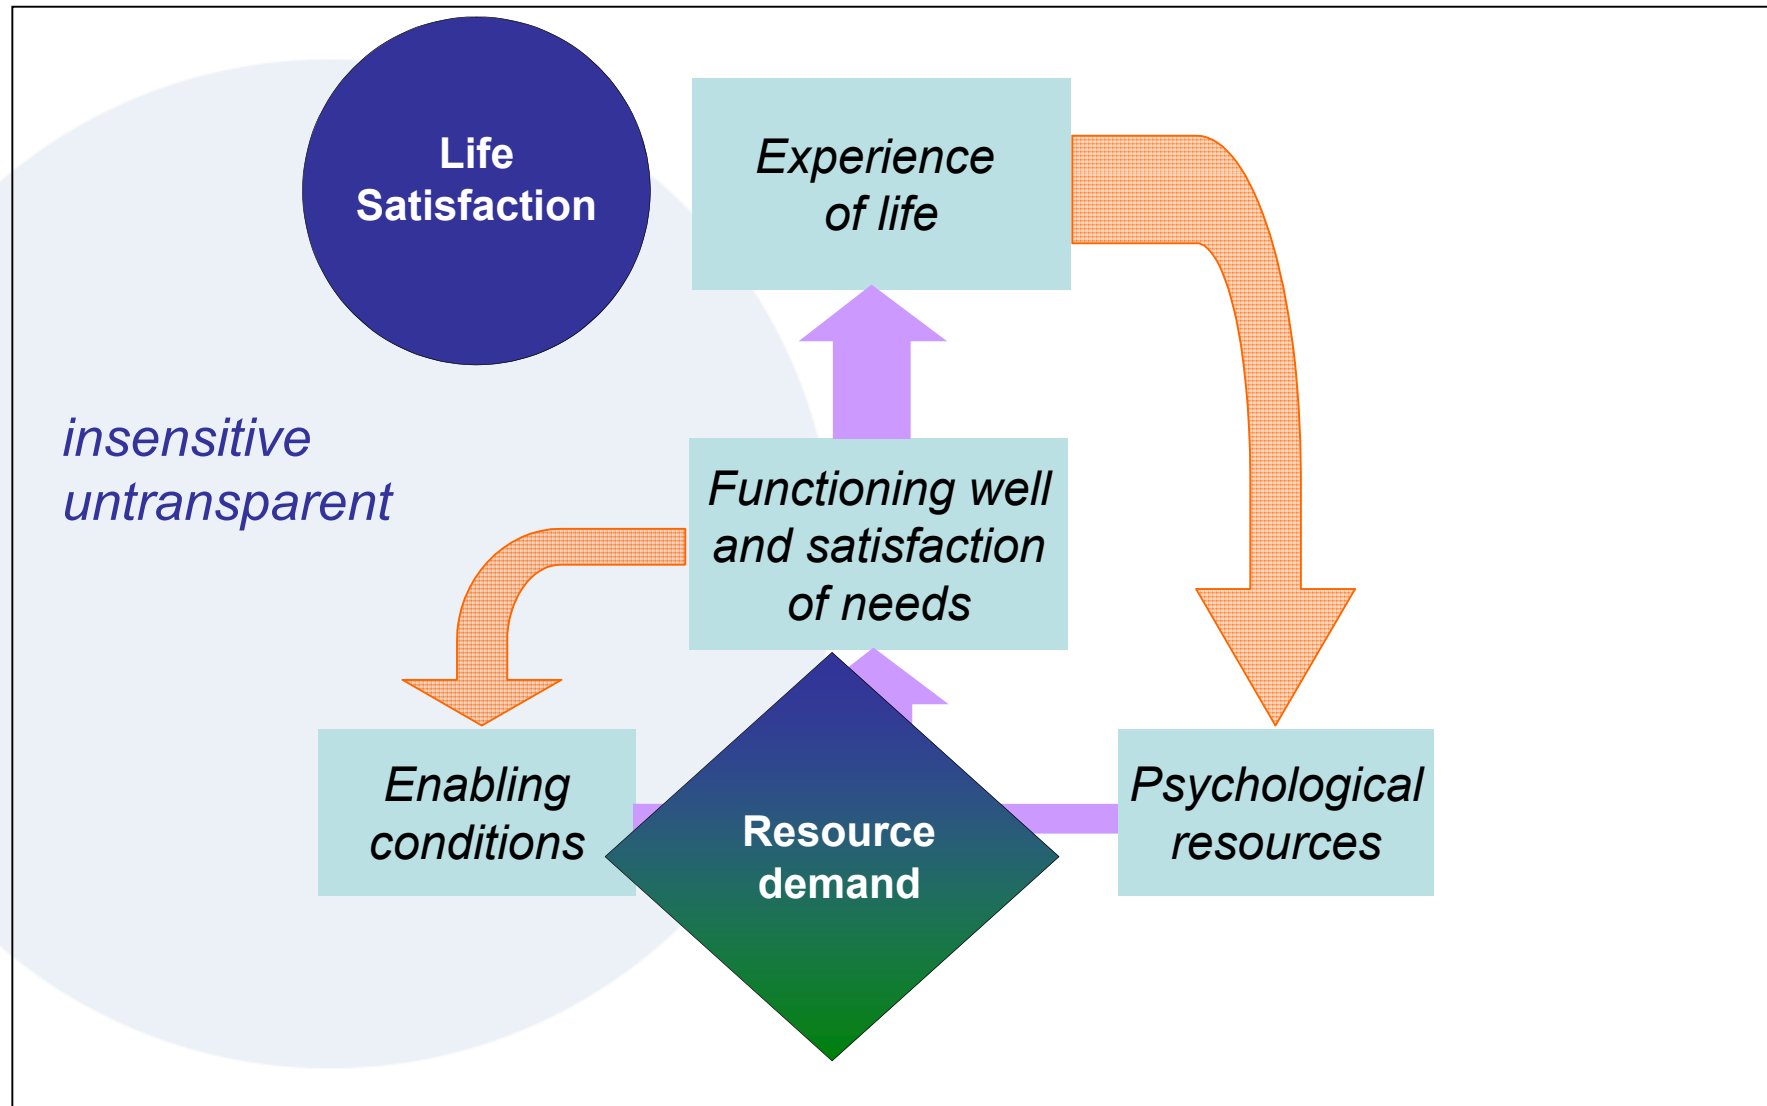 Life
Satisfaction
Experience
of life
insensitive
untransparent
Functioning well
and satisfaction
of needs
Enabling
conditions
Resource
demand
Psychological
resources